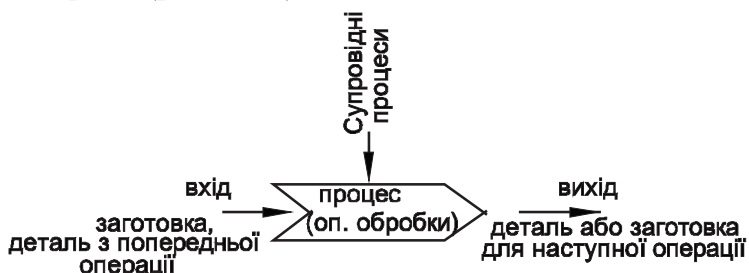 Супровідні
процеси
вхід
заготовка,
деталь з попередньої
операції
процес
(оп. обробки)
вихід
деталь або заготовка
для наступної операції